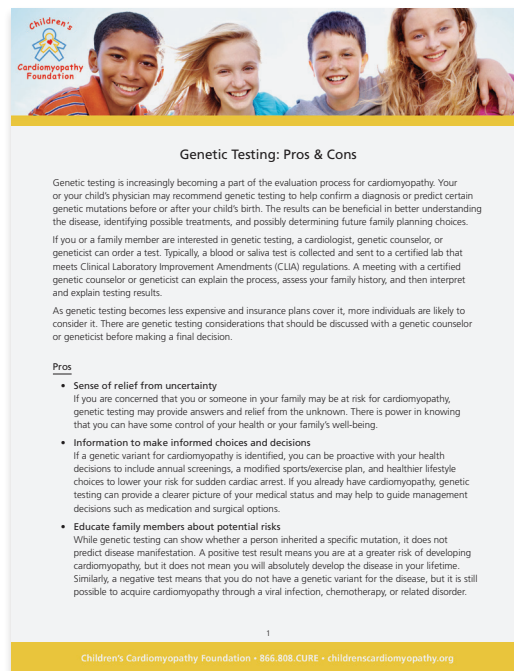 Children's
Cardiomyopathy
Foundation
Genetic Testing: Pros & Cons
Genetic testing is increasingly becoming a part of the evaluation process for cardiomyopathy. Your
or your child's physician may recommend genetic testing to help confirm a diagnosis or predict certain
genetic mutations before or after your child's birth. The results can be beneficial in better understanding
the disease, identifying possible treatments, and possibly determining future family planning choices.
If you or a family member are interested in genetic testing, a cardiologist, genetic counselor, or
geneticist can order a test. Typically, a blood or saliva test is collected and sent to a certified lab that
meets Clinical Laboratory Improvement Amendments (CLIA) regulations. A meeting with a certified
genetic counselor or geneticist can explain the process, assess your family history, and then interpret
and explain testing results.
As genetic testing becomes less expensive and insurance plans cover it, more individuals are likely to
consider it. There are genetic testing considerations that should be discussed with a genetic counselor
or geneticist before making a final decision.
Pros
• Sense of relief from uncertainty
If you are concerned that you or someone in your family may be at risk for cardiomyopathy,
genetic testing may provide answers and relief from the unknown. There is power in knowing
that you can have some control of your health or your family's well-being.
• Information to make informed choices and decisions
If a genetic variant for cardiomyopathy is identified, you can be proactive with your health
decisions to include annual screenings, a modified sports/exercise plan, and healthier lifestyle
choices to lower your risk for sudden cardiac arrest. If you already have cardiomyopathy, genetic
testing can provide a clearer picture of your medical status and may help to guide management
decisions such as medication and surgical options.
• Educate family members about potential risks
While genetic testing can show whether a person inherited a specific mutation, it does not
predict disease manifestation. A positive test result means you are at a greater risk of developing
cardiomyopathy, but it does not mean you will absolutely develop the disease in your lifetime.
Similarly, a negative test means that you do not have a genetic variant for the disease, but it is still
possible to acquire cardiomyopathy through a viral infection, chemotherapy, or related disorder.
1
Children's Cardiomyopathy Foundation • 866.808.CURE • childrenscardiomyopathy.org